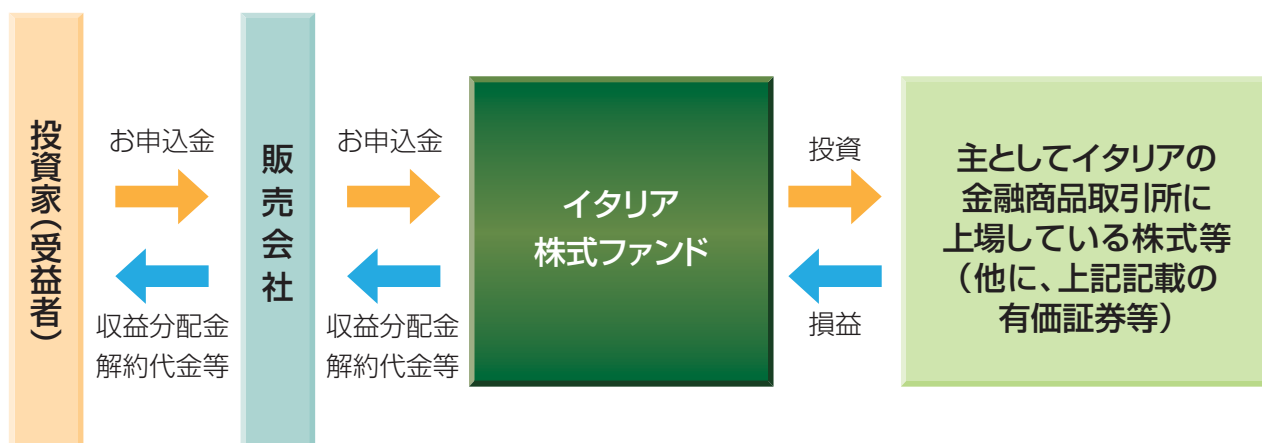 投資家（受益者）
お申込金
収益分配金
解約代金等
販売会社
お申込金
収益分配金
解約代金等
イタリア
株式ファンド
投資
損益
主としてイタリアの
金融商品取引所に
上場している株式等
（他に、上記記載の
有価証券等）